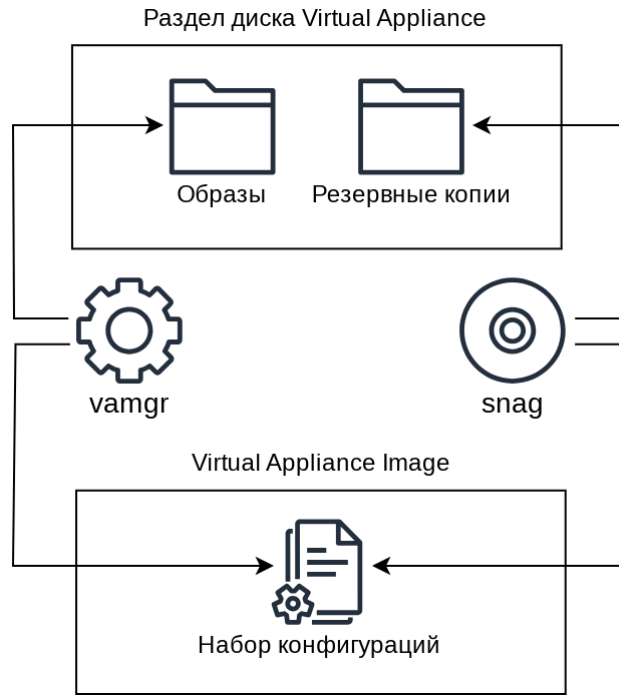 Раздел диска Virtual Appliance
Образы
Резервные копии
vamgr
snag
Virtual Appliance Image
Набор конфигураций